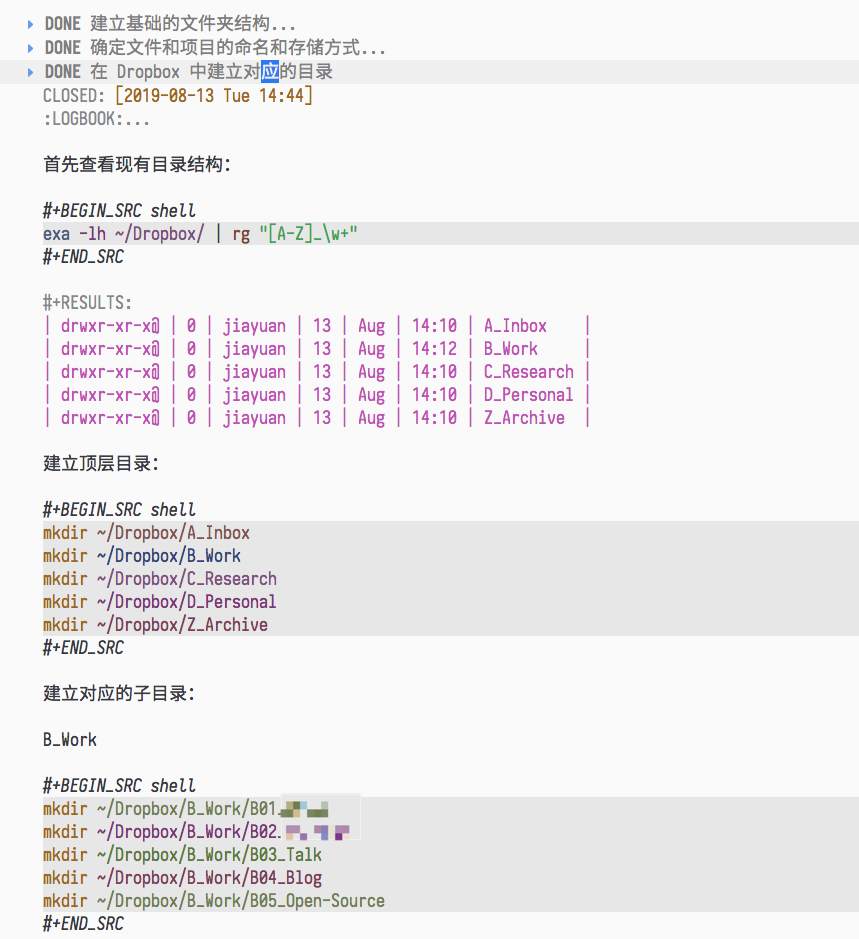 DONE 建立基础的文件夹结构...
DONE 确定文件和项目的命名和存储方式...
DONE 在 Dropbox 中建立对应的目录
CLOSED: [2019-08-13 Tue 14:44]
:LOGBOOK:...
首先查看现有目录结构：
#+BEGIN_SRC shell
exa -lh ~/Dropbox/ | rg "[A-Z]_\w+"
#+END_SRC
#+RESULTS:
| drwxr-xr-x@ | 0 | jiayuan | 13 | Aug | 14:10 | A_Inbox |
| drwxr-xr-x@ | 0 | jiayuan | 13 | Aug | 14:12 | B_Work |
| drwxr-xr-x@ | 0 | jiayuan | 13 | Aug | 14:10 | C_Research |
| drwxr-xr-x@ | 0 | jiayuan | 13 | Aug | 14:10 | D_Personal |
| drwxr-xr-x@ | 0 | jiayuan | 13 | Aug | 14:10 | Z_Archive |
建立顶层目录：
#+BEGIN_SRC shell
mkdir ~/Dropbox/A_Inbox
mkdir ~/Dropbox/B_Work
mkdir ~/Dropbox/C_Research
mkdir ~/Dropbox/D_Personal
mkdir ~/Dropbox/Z_Archive
#+END_SRC
建立对应的子目录：
B_Work
#+BEGIN_SRC shell
mkdir ~/Dropbox/B_Work/B01_
mkdir ~/Dropbox/B_Work/B02_
mkdir ~/Dropbox/B_Work/B03_Talk
mkdir ~/Dropbox/B_Work/B04_Blog
mkdir ~/Dropbox/B_Work/B05_Open-Source
#+END_SRC